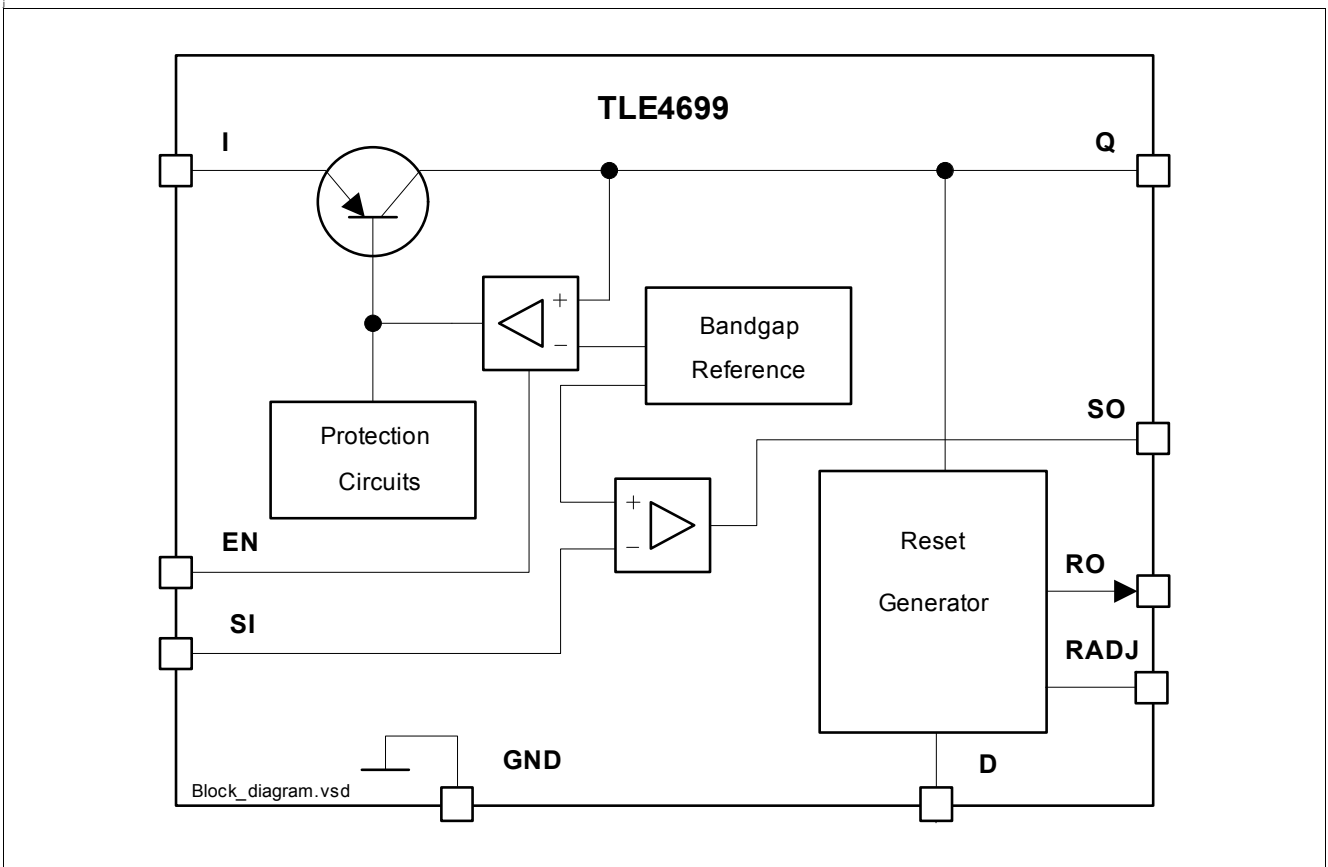 TLE4699
I
Q
+
−
Bandgap
Reference
Protection
Circuits
SO
+
−
Reset
Generator
EN
RO
SI
RADJ
GND
D
Block_diagram.vsd